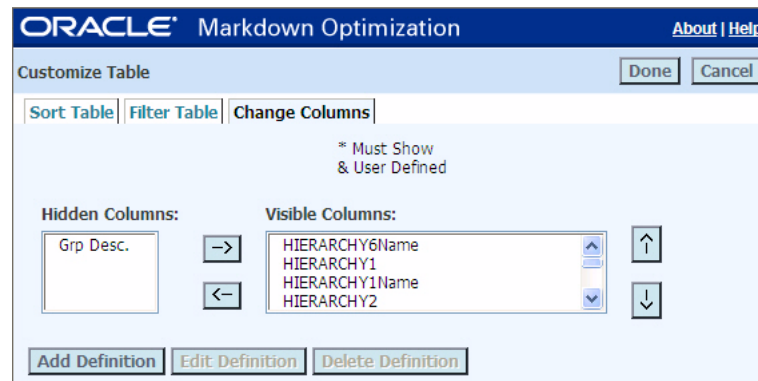 ORACLE Markdown Optimization About | Help
Customize Table Done Cancel
Sort Table Filter Table Change Columns
* Must Show
& User Defined
Hidden Columns: Visible Columns:
Grp Desc. -> HIERARCHY6Name
HIERARCHY1
HIERARCHY1Name
<- HIERARCHY2
Add Definition Edit Definition Delete Definition